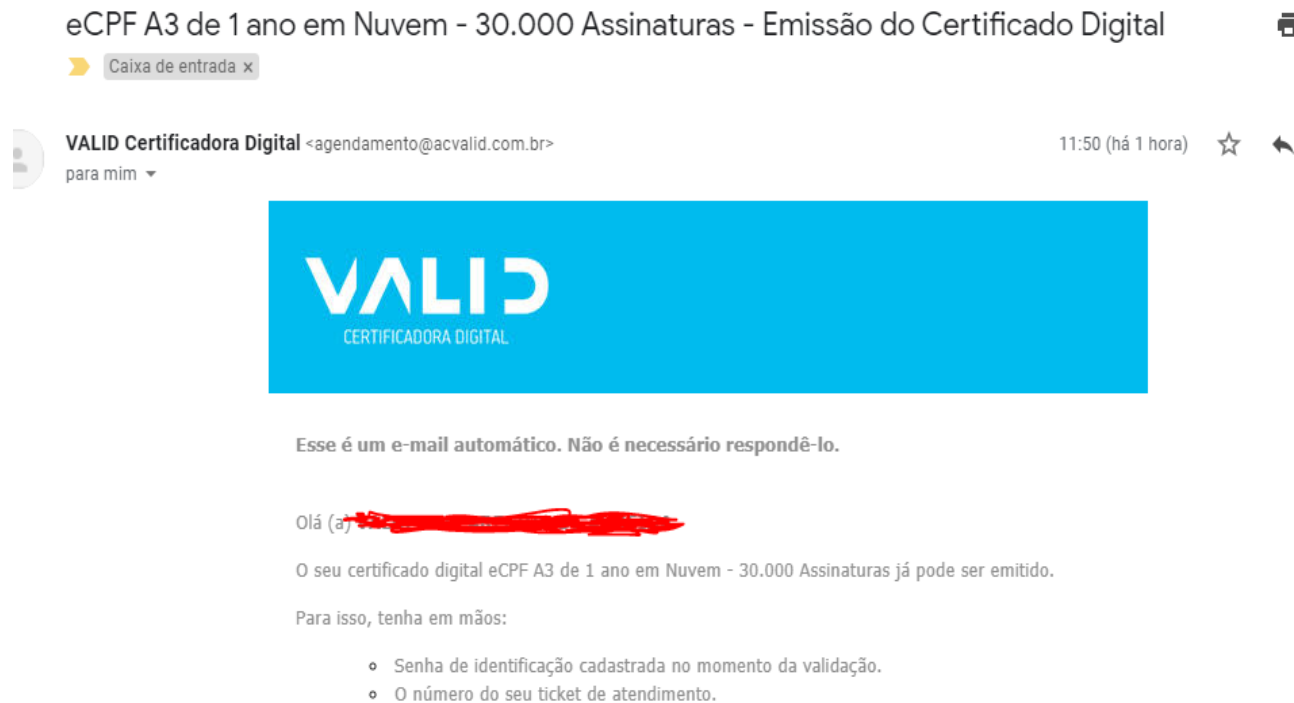 eCPF A3 de 1 ano em Nuvem - 30.000 Assinaturas - Emissão do Certificado Digital
Caixa de entrada x
VALID Certificadora Digital <agendamento@acvalid.com.br>
11:50 (há 1 hora)
para mim
VALID
CERTIFICADORA DIGITAL
Esse é um e-mail automático. Não é necessário respondê-lo.
Olá (a)
O seu certificado digital eCPF A3 de 1 ano em Nuvem - 30.000 Assinaturas já pode ser emitido.
Para isso, tenha em mãos:
Senha de identificação cadastrada no momento da validação.
O número do seu ticket de atendimento.